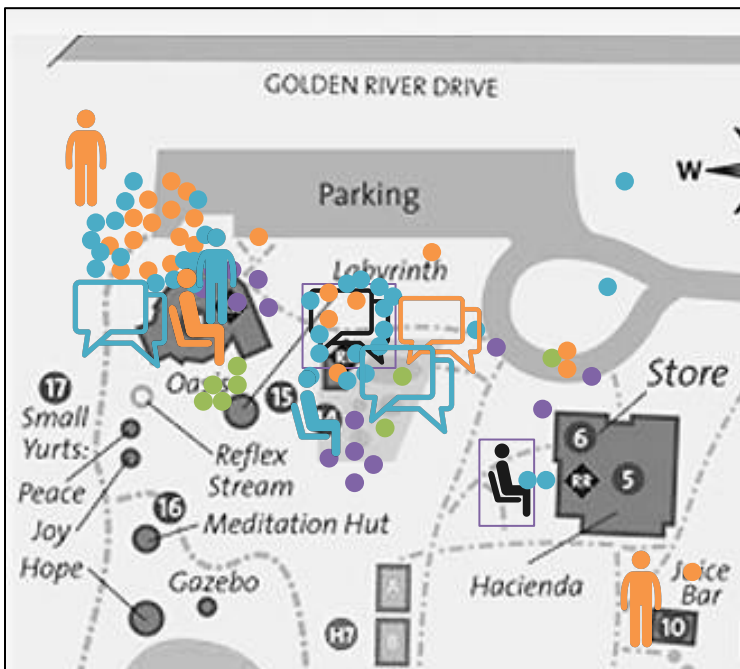 GOLDEN RIVER DRIVE
W
Parking
Labyrinth
Store
Oasis
17
15
14
6
RR
5
Small
Yurts:
Reflex
Stream
Peace
Joy
16
Meditation Hut
Hope
Gazebo
Hacienda
Juice
Bar
A
H7
B
10